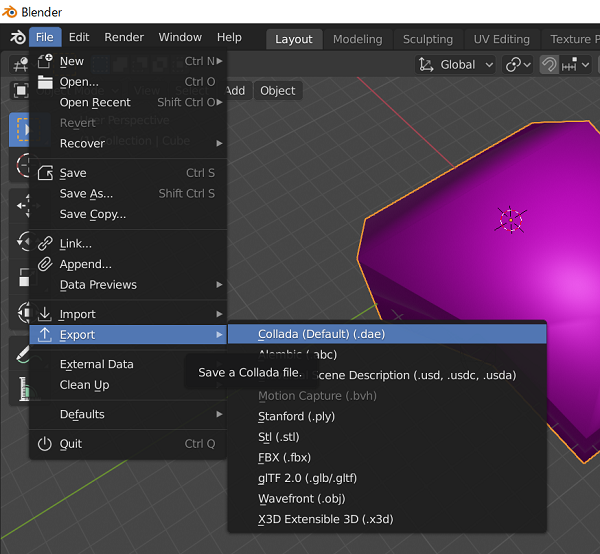 Blender
File Edit Render Window Help Layout Modeling Sculpting UV Editing Texture P
Global
New Ctrl N
Open... Ctrl O
Open Recent Shift Ctrl O
Revert
Recover
Save Ctrl S
Save As... Shift Ctrl S
Save Copy...
Link...
Append...
Data Previews
Import
Export
External Data
Clean Up
Defaults
Quit Ctrl Q
View Select Add Object
Perspective
Collection | Cube
Collada (Default) (.dae)
Alembic (.abc)
Scene Description (.usd, .usdc, .usda)
Motion Capture (.bvh)
Stanford (.ply)
Stl (.stl)
FBX (.fbx)
glTF 2.0 (.glb/.gltf)
Wavefront (.obj)
X3D Extensible 3D (.x3d)
Save a Collada file.